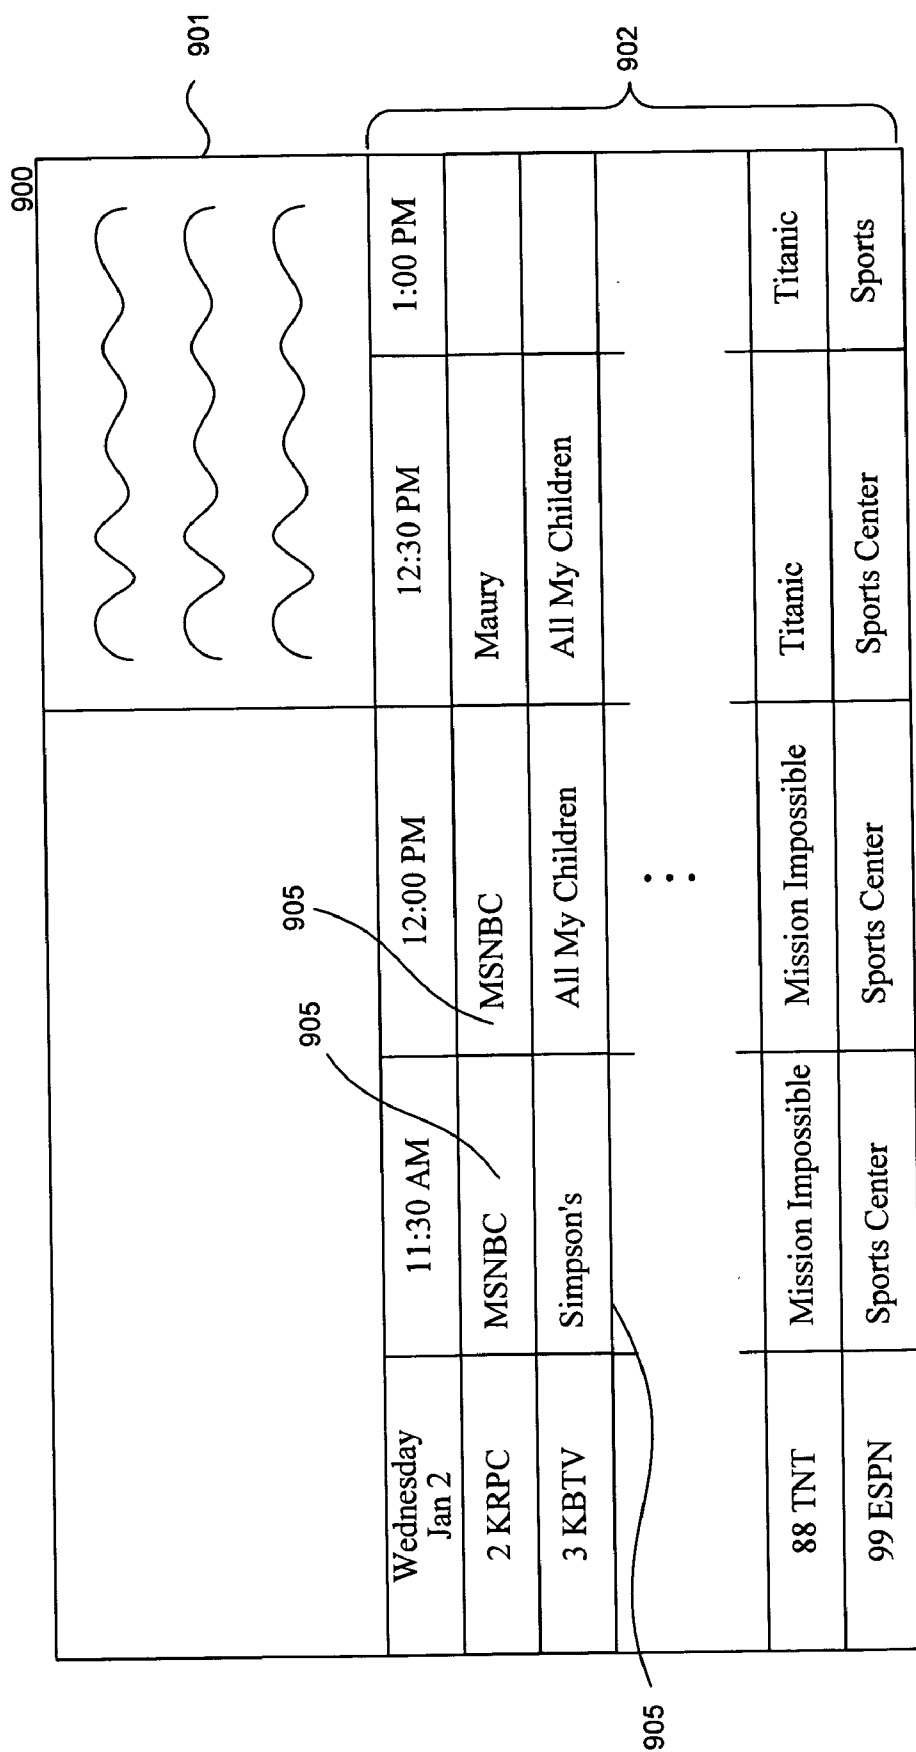 900
901
Wednesday
Jan 2
11:30 AM
12:00 PM
12:30 PM
1:00 PM
902
2 KRPC
MSNBC
MSNBC
Maury
3 KBTV
Simpson's
All My Children
All My Children
88 TNT
Mission Impossible
Mission Impossible
Titanic
Titanic
99 ESPN
Sports Center
Sports Center
Sports Center
Sports
905
905
905